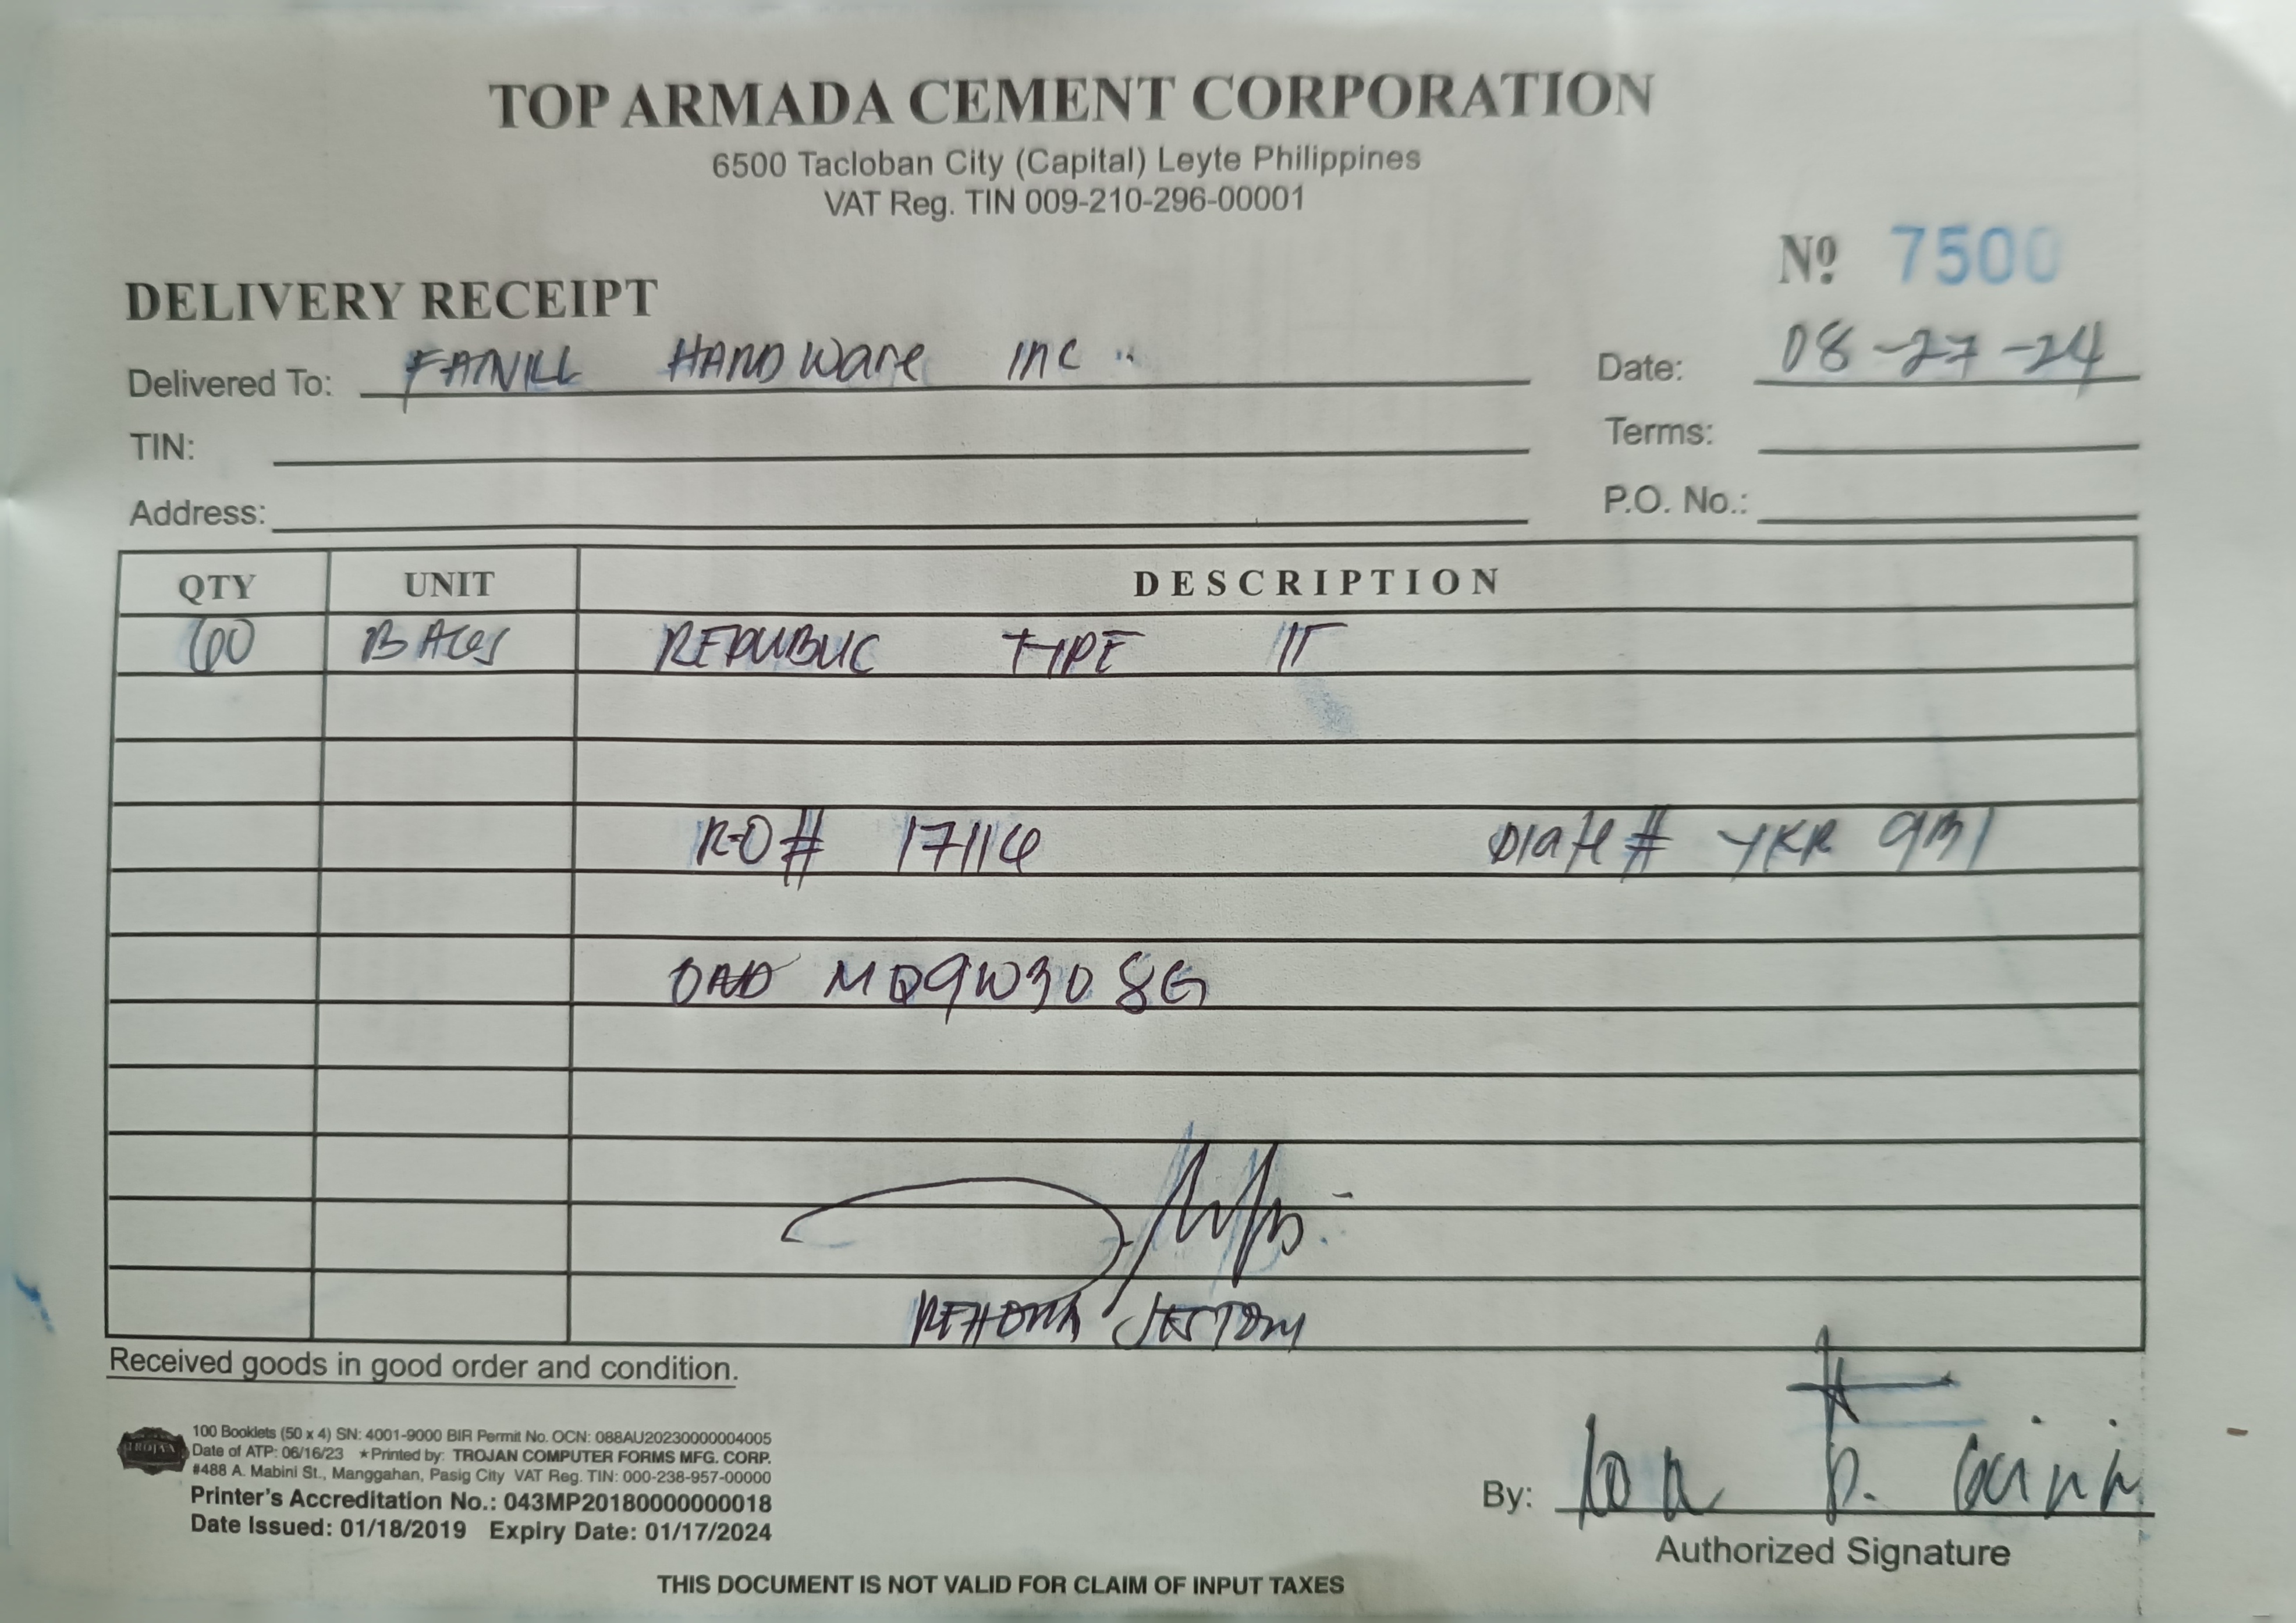 TOP ARMADA CEMENT CORPORATION
6500 Tacloban City (Capital) Leyte Philippines
VAT Reg. TIN 009-210-296-00001
Nº 7500
DELIVERY RECEIPT
Delivered To: HARDWare Inc Date: 08-27-24
TIN: Terms:
Address: P.O. No.:
QTY UNIT DESCRIPTION
BAGS REPUBLIC TYPE
# 17116 Plate # YKR 931
MQ9W308G
Received goods in good order and condition.
TROJAN
100 Booklets (50 x 4) SN: 4001-9000 BIR Permit No. OCN: 088AU20230000004005
Date of ATP: 06/16/23 ★Printed by: TROJAN COMPUTER FORMS MFG. CORP.
#488 A. Mabini St., Manggahan, Pasig City VAT Reg. TIN: 000-238-957-00000
Printer's Accreditation No.: 043MP20180000000018
Date Issued: 01/18/2019 Expiry Date: 01/17/2024
By:
Authorized Signature
THIS DOCUMENT IS NOT VALID FOR CLAIM OF INPUT TAXES